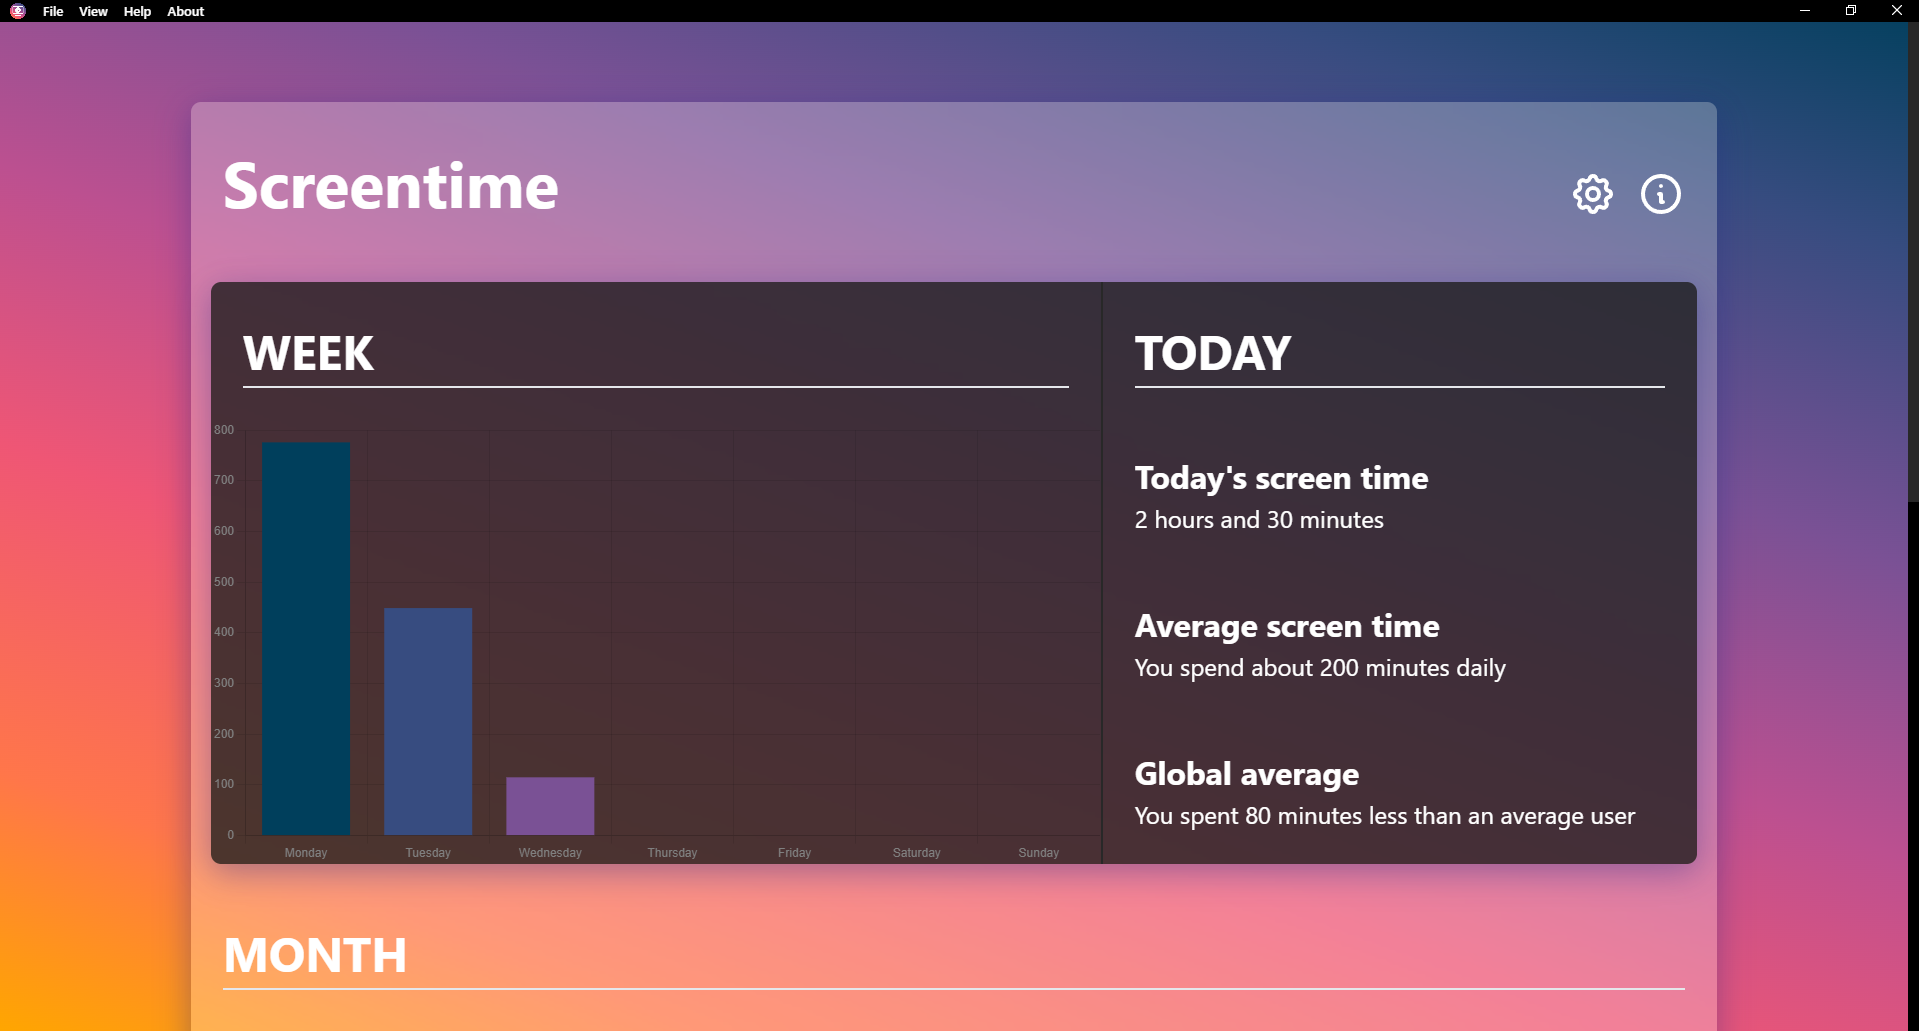 File View Help About
Screentime
WEEK
800
700
600
500
400
300
200
100
0
Monday Tuesday Wednesday Thursday Friday Saturday Sunday
TODAY
Today's screen time
2 hours and 30 minutes
Average screen time
You spend about 200 minutes daily
Global average
You spent 80 minutes less than an average user
MONTH